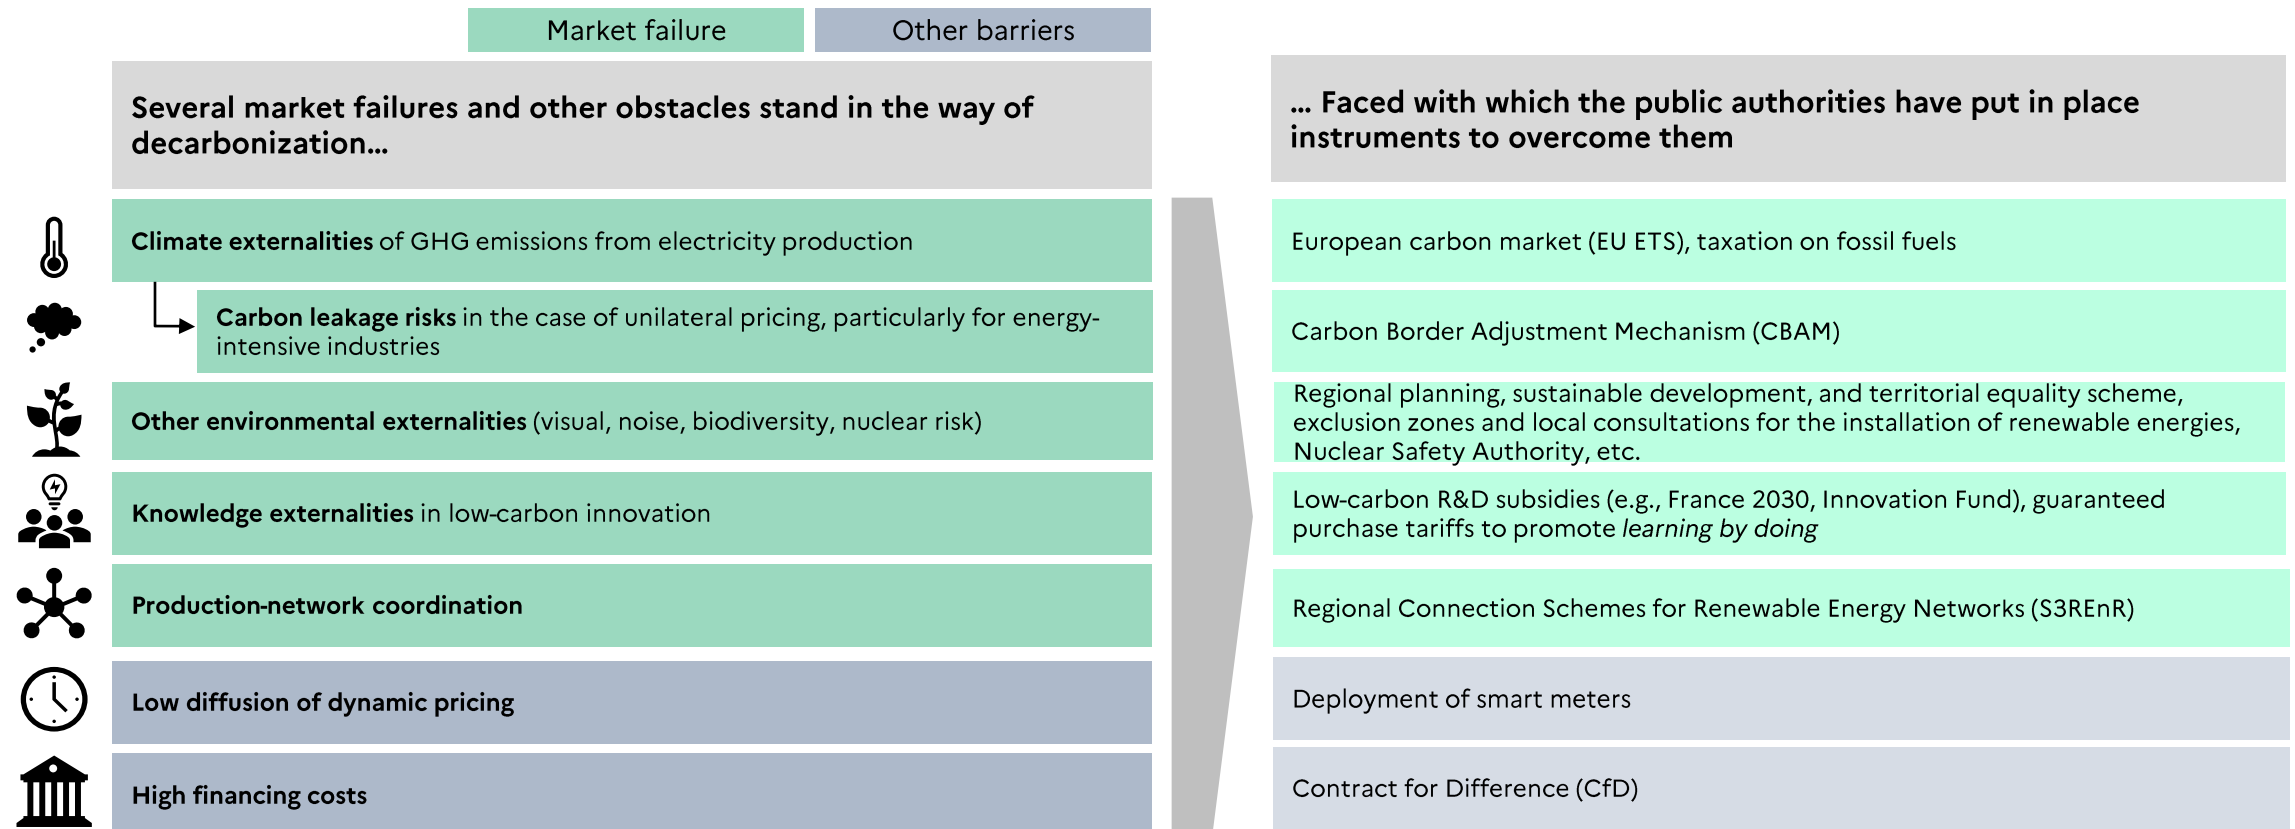 Market failure
Other barriers
Several market failures and other obstacles stand in the way of
decarbonization...
... Faced with which the public authorities have put in place
instruments to overcome them
Climate externalities of GHG emissions from electricity production
European carbon market (EU ETS), taxation on fossil fuels
Carbon leakage risks in the case of unilateral pricing, particularly for energy-
intensive industries
Carbon Border Adjustment Mechanism (CBAM)
Other environmental externalities (visual, noise, biodiversity, nuclear risk)
Regional planning, sustainable development, and territorial equality scheme,
exclusion zones and local consultations for the installation of renewable energies,
Nuclear Safety Authority, etc.
Knowledge externalities in low-carbon innovation
Low-carbon R&D subsidies (e.g., France 2030, Innovation Fund), guaranteed
purchase tariffs to promote learning by doing
Production-network coordination
Regional Connection Schemes for Renewable Energy Networks (S3REnR)
Low diffusion of dynamic pricing
Deployment of smart meters
High financing costs
Contract for Difference (CfD)